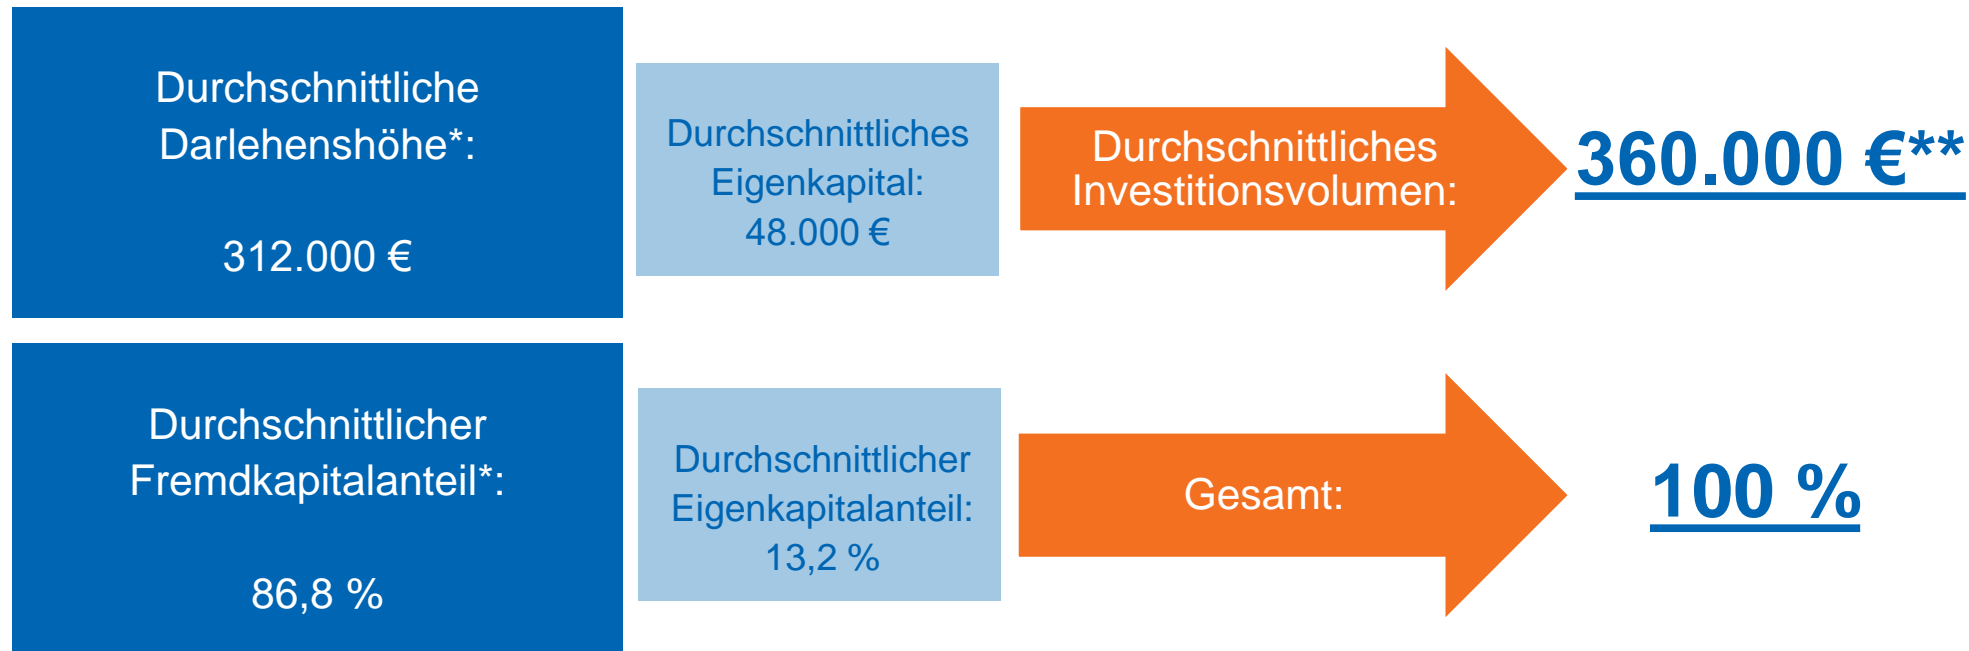 Durchschnittliche
Darlehenshöhe*:
312.000 €
Durchschnittliches
Eigenkapital:
48.000 €
Durchschnittliches
Investitionsvolumen:
360.000 €**
Durchschnittlicher
Fremdkapitalanteil*:
86,8 %
Durchschnittlicher
Eigenkapitalanteil:
13,2 %
Gesamt:
100 %